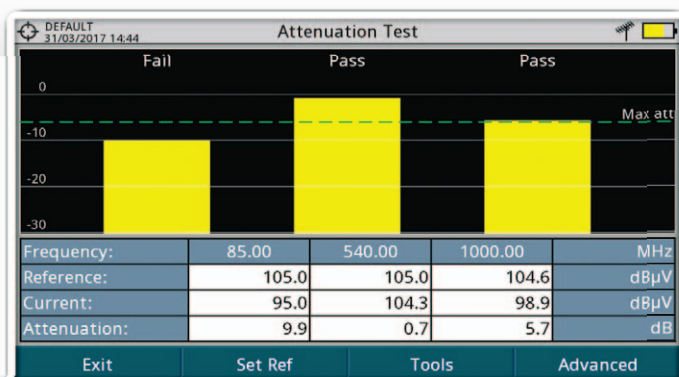 DEFAULT
31/03/2017 14:44
Attenuation Test
Fail Pass Pass
0
Max att
-10
-20
-30
Frequency: 85.00 540.00 1000.00 MHz
Reference: 105.0 105.0 104.6 dBµV
Current: 95.0 104.3 98.9 dBµV
Attenuation: 9.9 0.7 5.7 dB
Exit Set Ref Tools Advanced